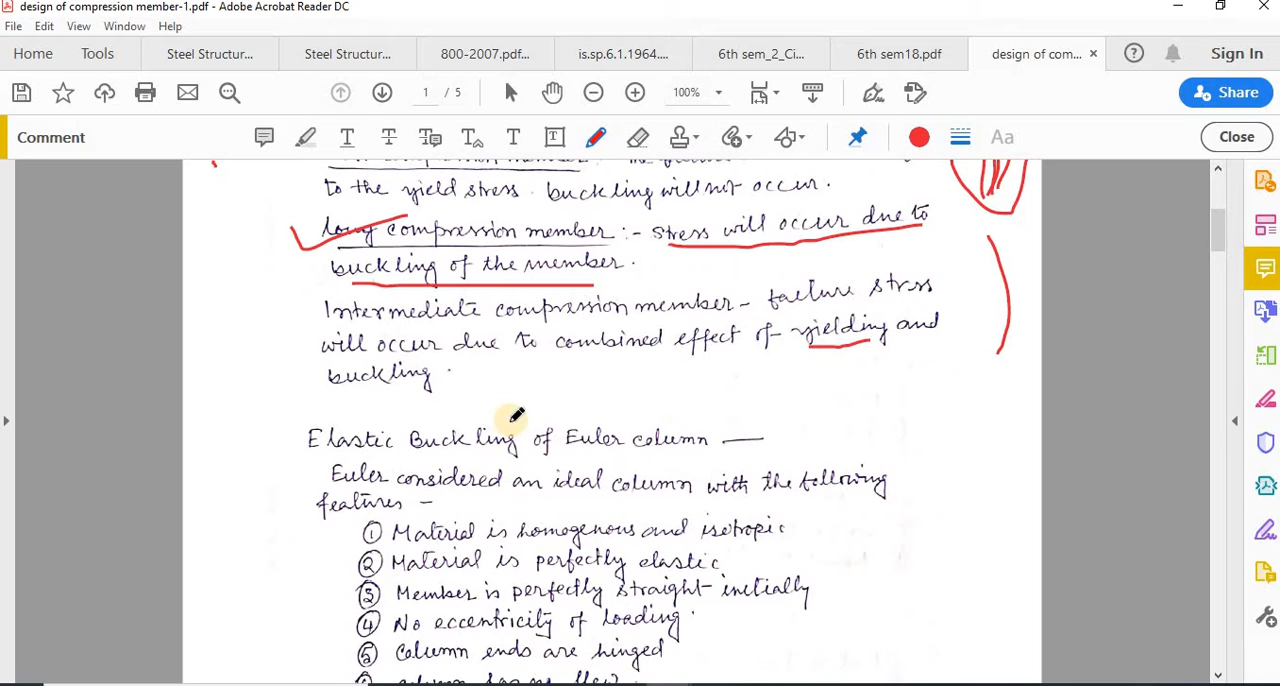 design of compression member-1.pdf - Adobe Acrobat Reader DC
File Edit View Window Help
Home Tools Steel Structur... Steel Structur... 800-2007.pdf... is.sp.6.1.1964.... 6th sem_2_Ci... 6th sem18.pdf design of com... × Sign In
1 / 5 100% Share
Comment Close
to the yield stress. buckling will not occur.
Long compression member :- stress will occur due to
buckling of the member.
Intermediate compression member - failure stress
will occur due to combined effect of yielding and
buckling.
Elastic Buckling of Euler column —
Euler considered an ideal column with the following
features -
① Material is homogenous and isotropic
② Material is perfectly elastic
③ Member is perfectly straight initially
④ No eccentricity of loading.
⑤ Column ends are hinged